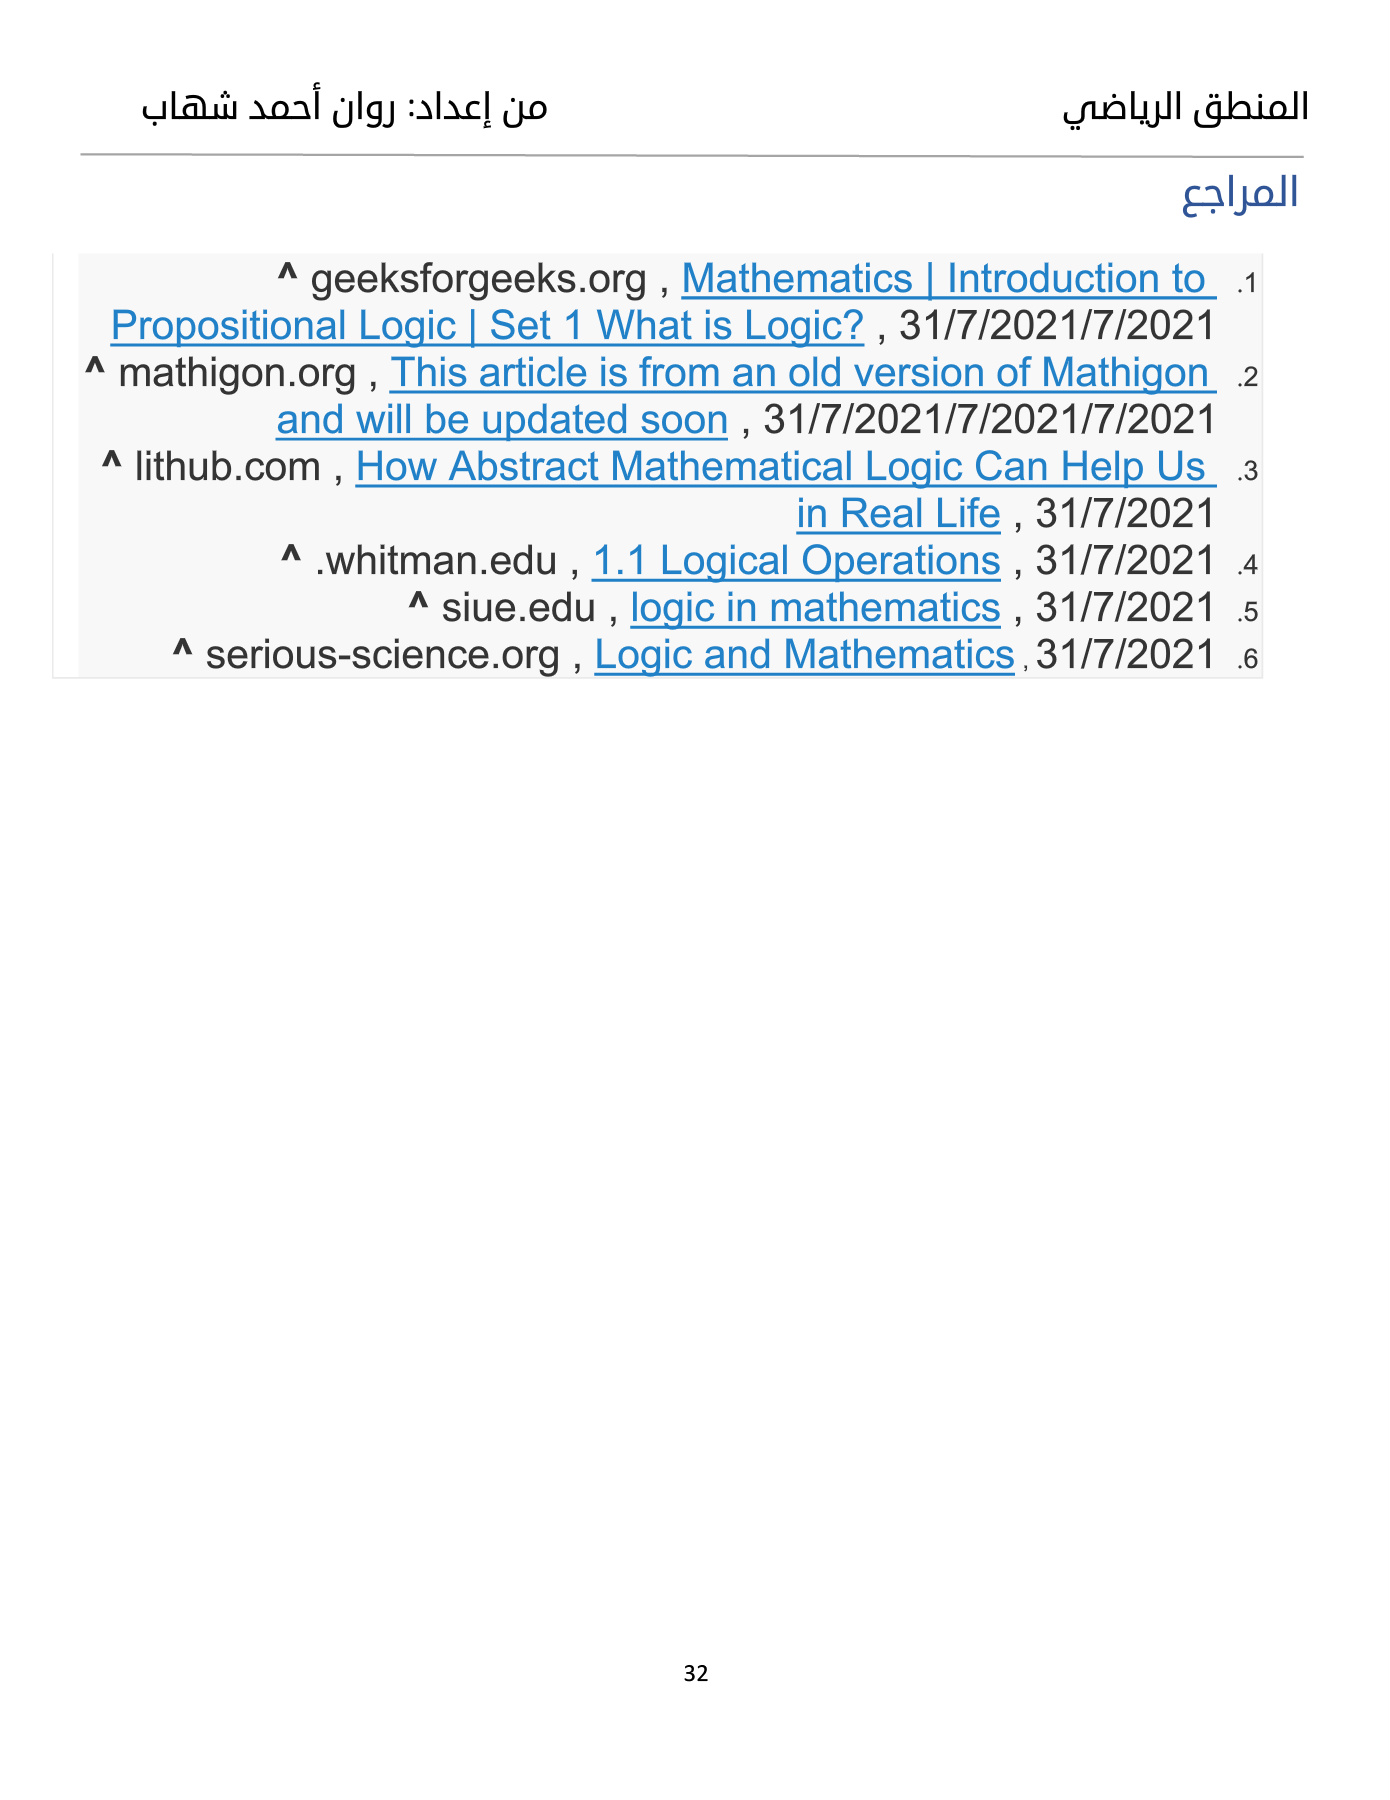 المنطق الرياضي من إعداد: روان أحمد شهاب
المراجع
1. ^ geeksforgeeks.org , Mathematics | Introduction to
Propositional Logic | Set 1 What is Logic? , 31/7/2021/7/2021
2. ^ mathigon.org , This article is from an old version of Mathigon
and will be updated soon , 31/7/2021/7/2021/7/2021
3. ^ lithub.com , How Abstract Mathematical Logic Can Help Us
in Real Life , 31/7/2021
4. ^ .whitman.edu , 1.1 Logical Operations , 31/7/2021
5. ^ siue.edu , logic in mathematics , 31/7/2021
6. ^ serious-science.org , Logic and Mathematics , 31/7/2021
32